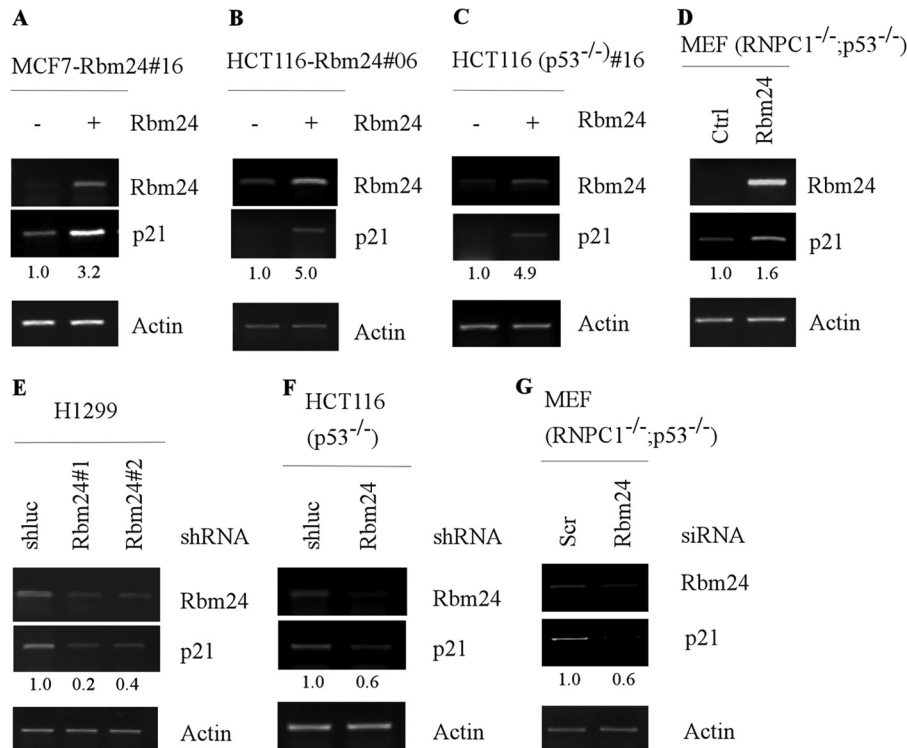 A
MCF7-Rbm24#16
- + Rbm24
Rbm24
p21
1.0 3.2
Actin
B
HCT116-Rbm24#06
- + Rbm24
Rbm24
p21
1.0 5.0
Actin
C
HCT116 (p53-/-)#16
- + Rbm24
Rbm24
p21
1.0 4.9
Actin
D
MEF (RNPC1-/-;p53-/-)
Ctrl Rbm24
Rbm24
p21
1.0 1.6
Actin
E
H1299
shluc Rbm24#1 Rbm24#2 shRNA
Rbm24
p21
1.0 0.2 0.4
Actin
F
HCT116
(p53-/-)
shluc Rbm24 shRNA
Rbm24
p21
1.0 0.6
Actin
G
MEF
(RNPC1-/-;p53-/-)
Scr Rbm24 siRNA
Rbm24
p21
1.0 0.6
Actin